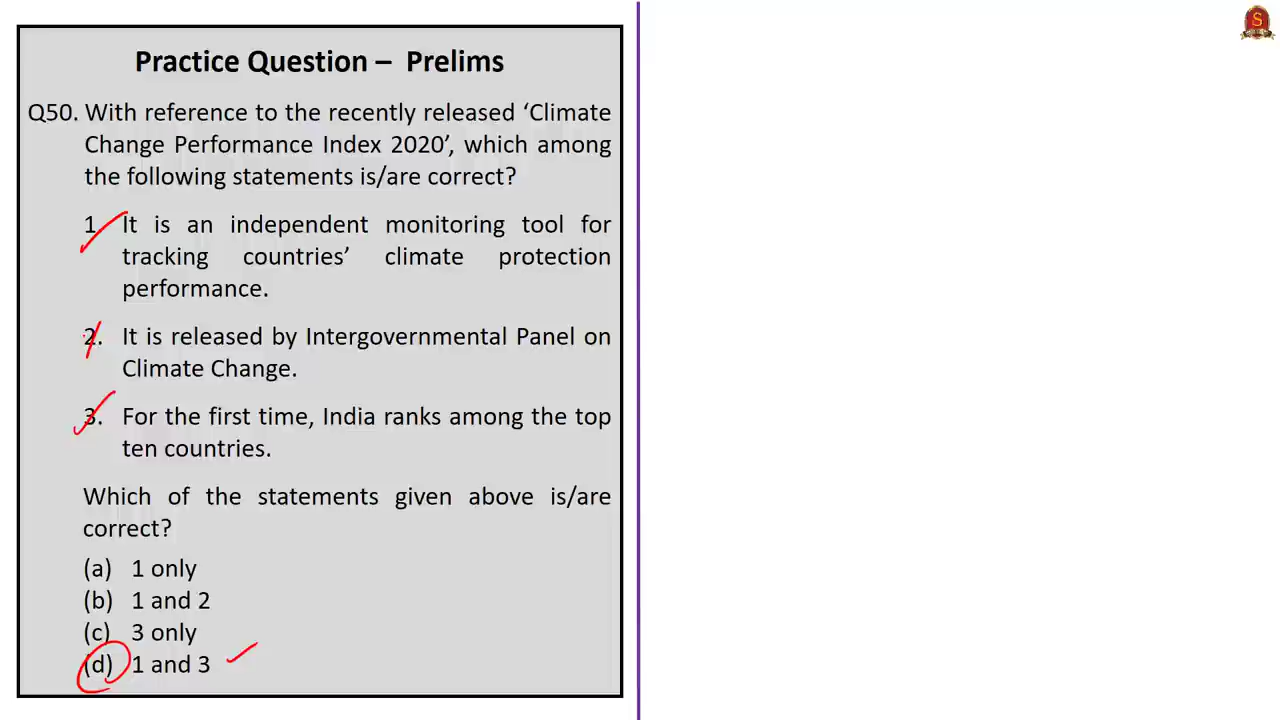 Practice Question – Prelims
Q50. With reference to the recently released ‘Climate
Change Performance Index 2020’, which among
the following statements is/are correct?
1. It is an independent monitoring tool for
tracking countries’ climate protection
performance.
2. It is released by Intergovernmental Panel on
Climate Change.
3. For the first time, India ranks among the top
ten countries.
Which of the statements given above is/are
correct?
(a) 1 only
(b) 1 and 2
(c) 3 only
(d) 1 and 3
S